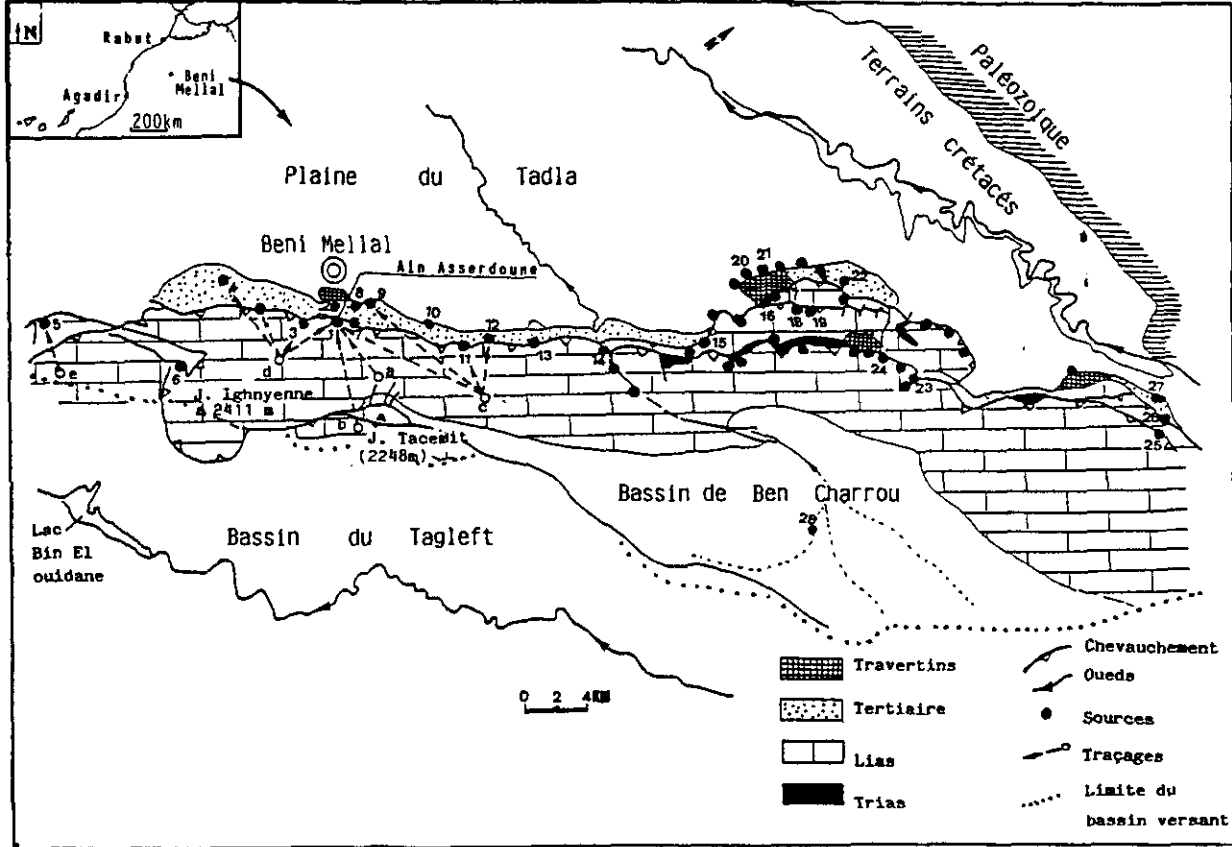 N
Rabat
Beni
Mellal
Agadir
200km
N
Paléozoïque
Terrains crétacés
Plaine du Tadla
Beni Mellal
Ain Asserdoune
20
21
22
8
9
10
16
18
19
5
3
1
12
11
13
14
15
24
23
27
26
25
6
e
d
a
c
b
J. Ighnyenne
2411 m
J. Tacemit
(2248m)
Bassin de Ben Charrou
28
Lac
Bin El
ouidane
Bassin du Tagleft
0 2 4KM
Travertins
Tertiaire
Lias
Trias
Chevauchement
Oueds
Sources
Traçages
Limite du
bassin versant